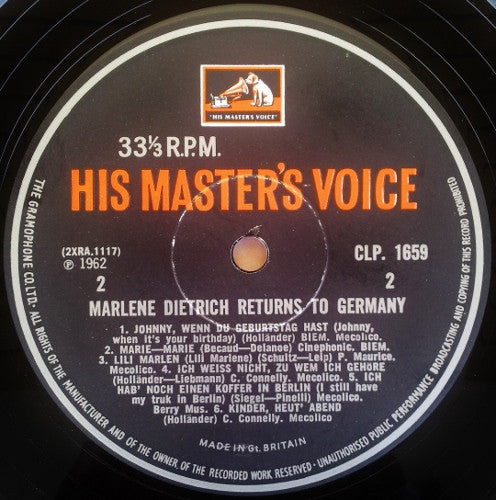 "HIS MASTER'S VOICE"
33⅓ R.P.M.
HIS MASTER'S VOICE
(2XRA.1117)
℗ 1962
CLP. 1659
2
2
MARLENE DIETRICH RETURNS TO GERMANY
1. JOHNNY, WENN DU GEBURTSTAG HAST (Johnny,
when it's your birthday) (Holländer) BIEM. Mecolico.
2. MARIE—MARIE (Becaud—Delanoe) Chnephonic. BIEM.
3. LILI MARLEN (Lili Marlene) (Schultz—Leip) P. Maurice.
Mecolico. 4. ICH WEISS NICHT, ZU WEM ICH GEHORE
(Holländer—Liebmann) C. Connelly. Mecolico. 5. ICH
HAB' NOCH EINEN KOFFER IN BERLIN (I still have
my truk in Berlin) (Siegel—Pinelli) Mecolico.
Berry Mus. 6. KINDER, HEUT' ABEND
(Holländer) C. Connelly. Mecolico
MADE IN Gt. BRITAIN
THE GRAMOPHONE CO. LTD. · ALL RIGHTS OF THE MANUFACTURER AND OF THE OWNER OF THE RECORDED WORK RESERVED · UNAUTHORISED PUBLIC PERFORMANCE BROADCASTING AND COPYING OF THIS RECORD PROHIBITED